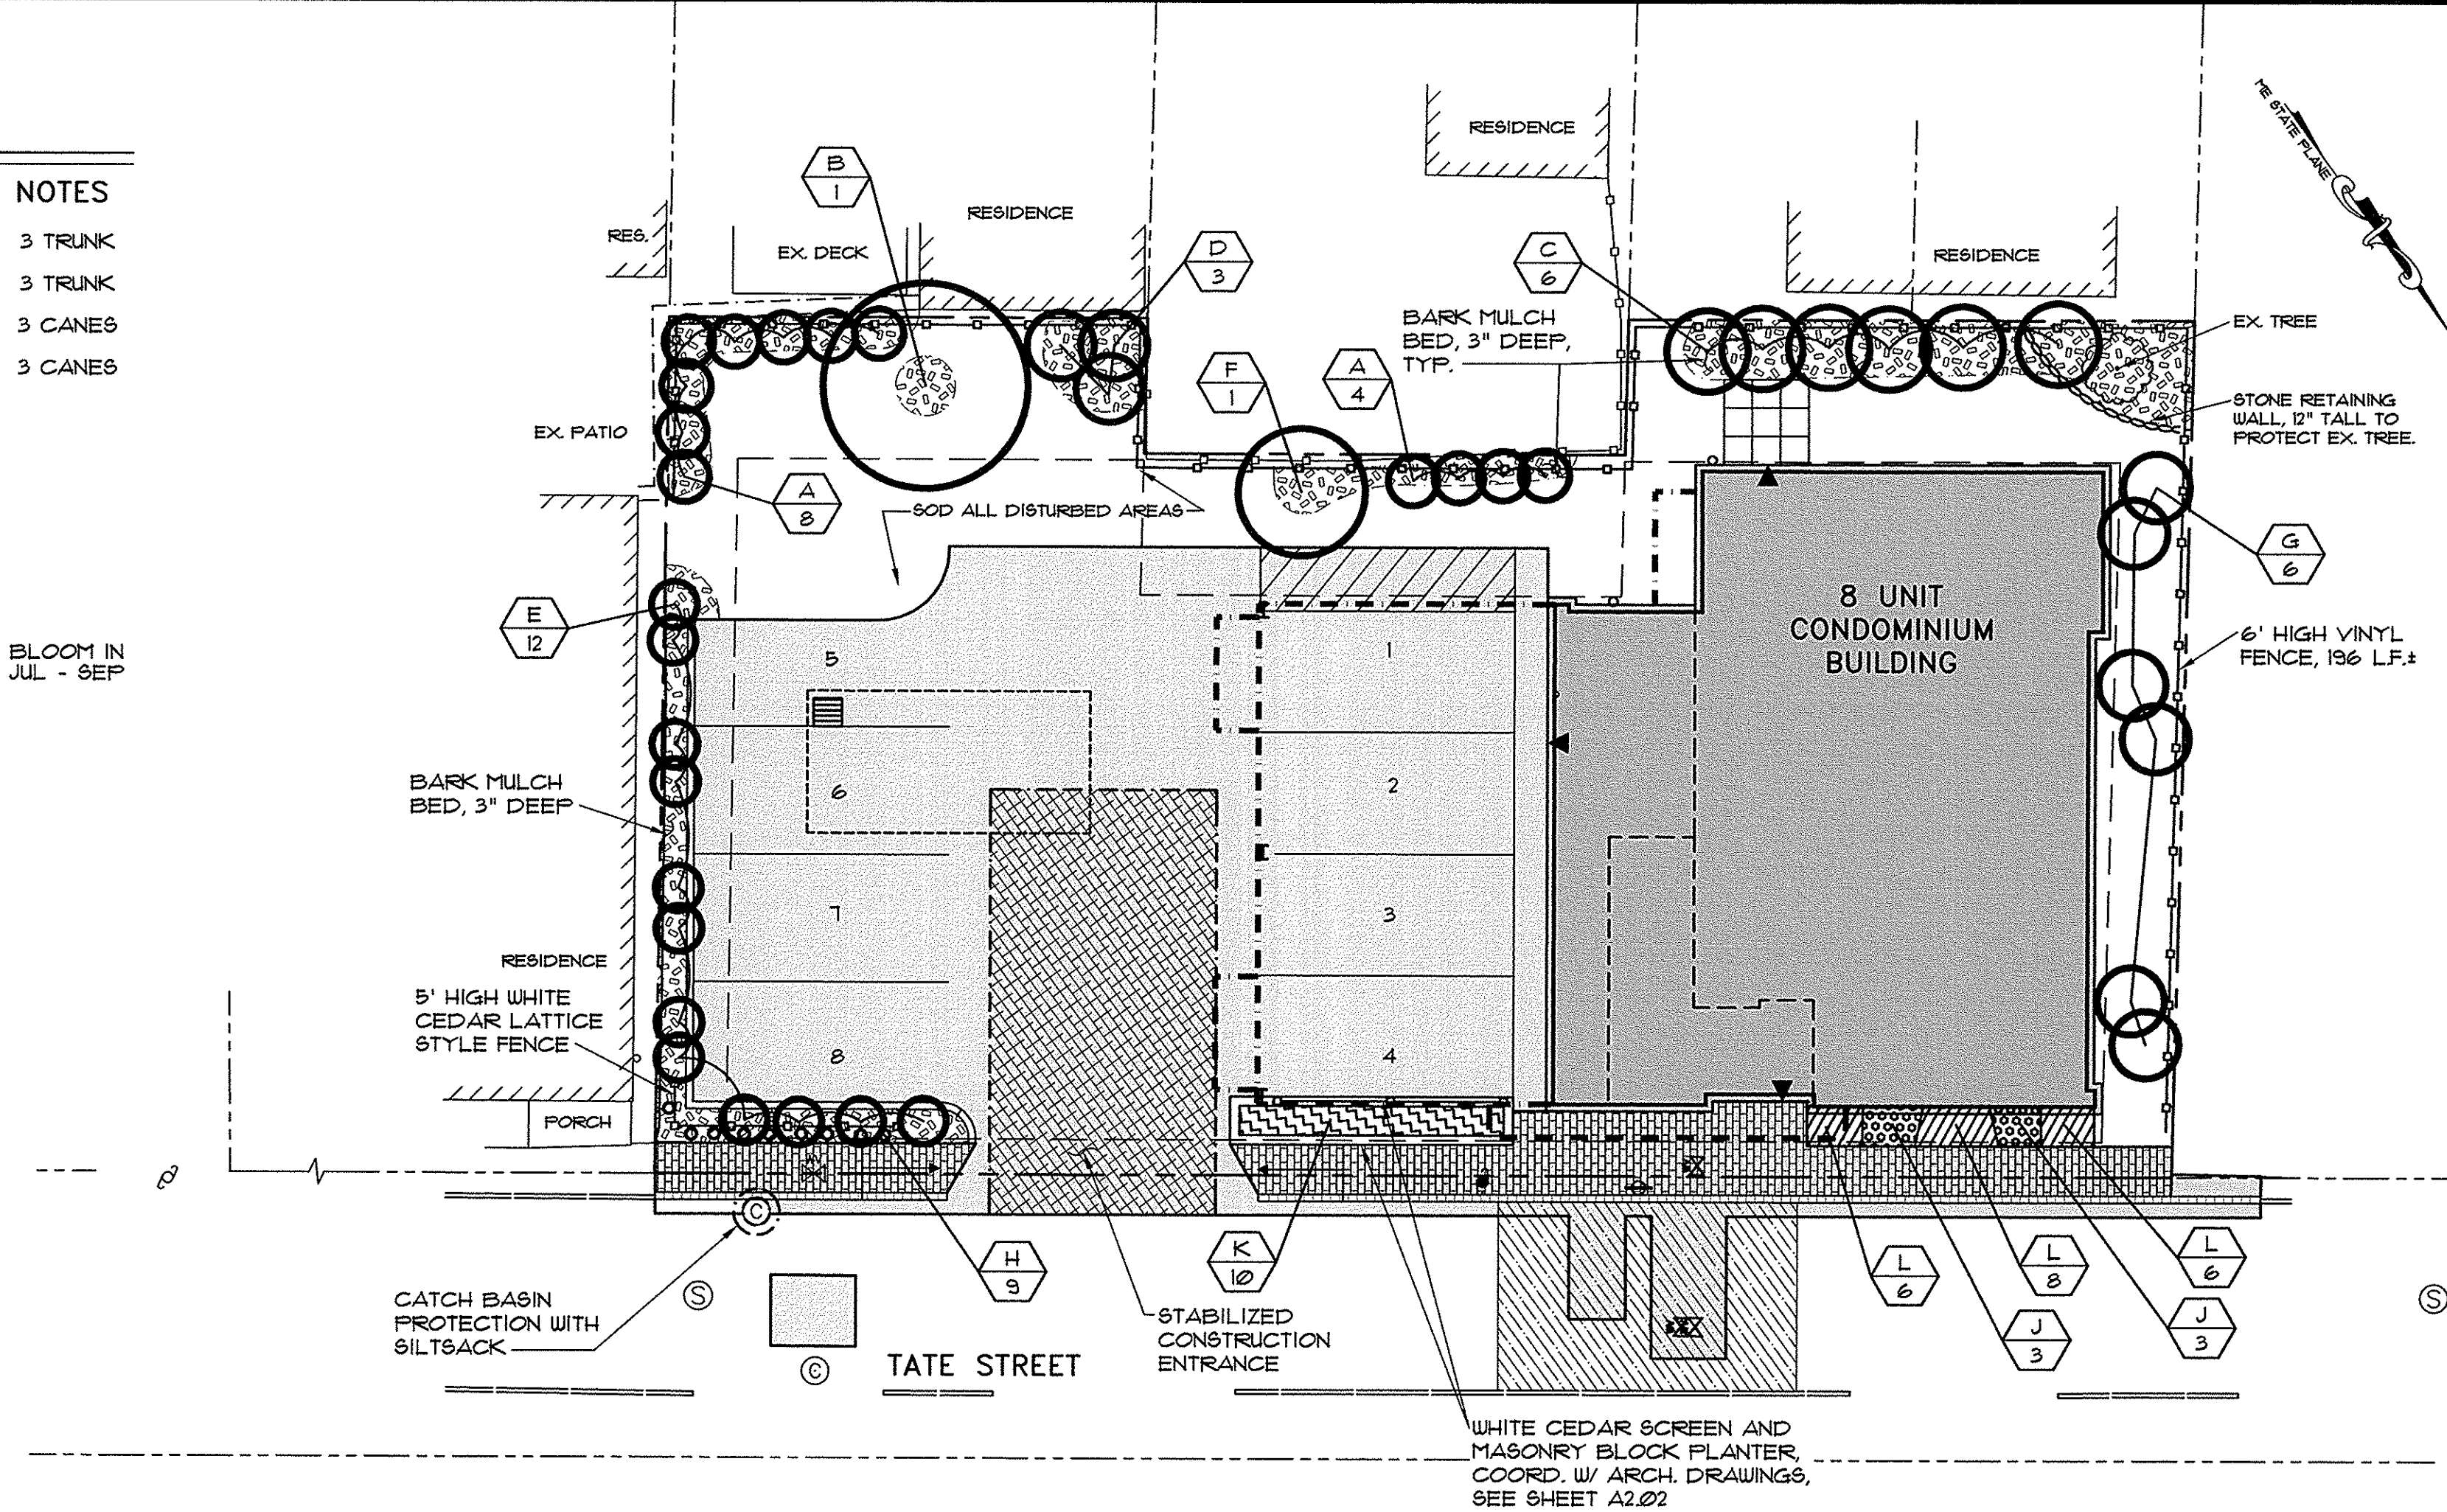 NOTES
3 TRUNK
3 TRUNK
3 CANES
3 CANES
BLOOM IN
JUL - SEP
ME STATE PLANE
RESIDENCE
B
1
RESIDENCE
RES.
EX. DECK
D
3
C
6
RESIDENCE
BARK MULCH
BED, 3" DEEP,
TYP.
EX. TREE
F
1
A
4
STONE RETAINING
WALL, 12" TALL TO
PROTECT EX. TREE.
EX. PATIO
A
8
SOD ALL DISTURBED AREAS
G
6
E
12
8 UNIT
CONDOMINIUM
BUILDING
6' HIGH VINYL
FENCE, 196 L.F.±
5
1
BARK MULCH
BED, 3" DEEP
6
2
7
3
RESIDENCE
5' HIGH WHITE
CEDAR LATTICE
STYLE FENCE
8
4
PORCH
C
H
9
K
10
L
6
L
8
L
6
J
3
J
3
S
S
CATCH BASIN
PROTECTION WITH
SILTSACK
STABILIZED
CONSTRUCTION
ENTRANCE
C
TATE STREET
WHITE CEDAR SCREEN AND
MASONRY BLOCK PLANTER,
COORD. W/ ARCH. DRAWINGS,
SEE SHEET A2.02